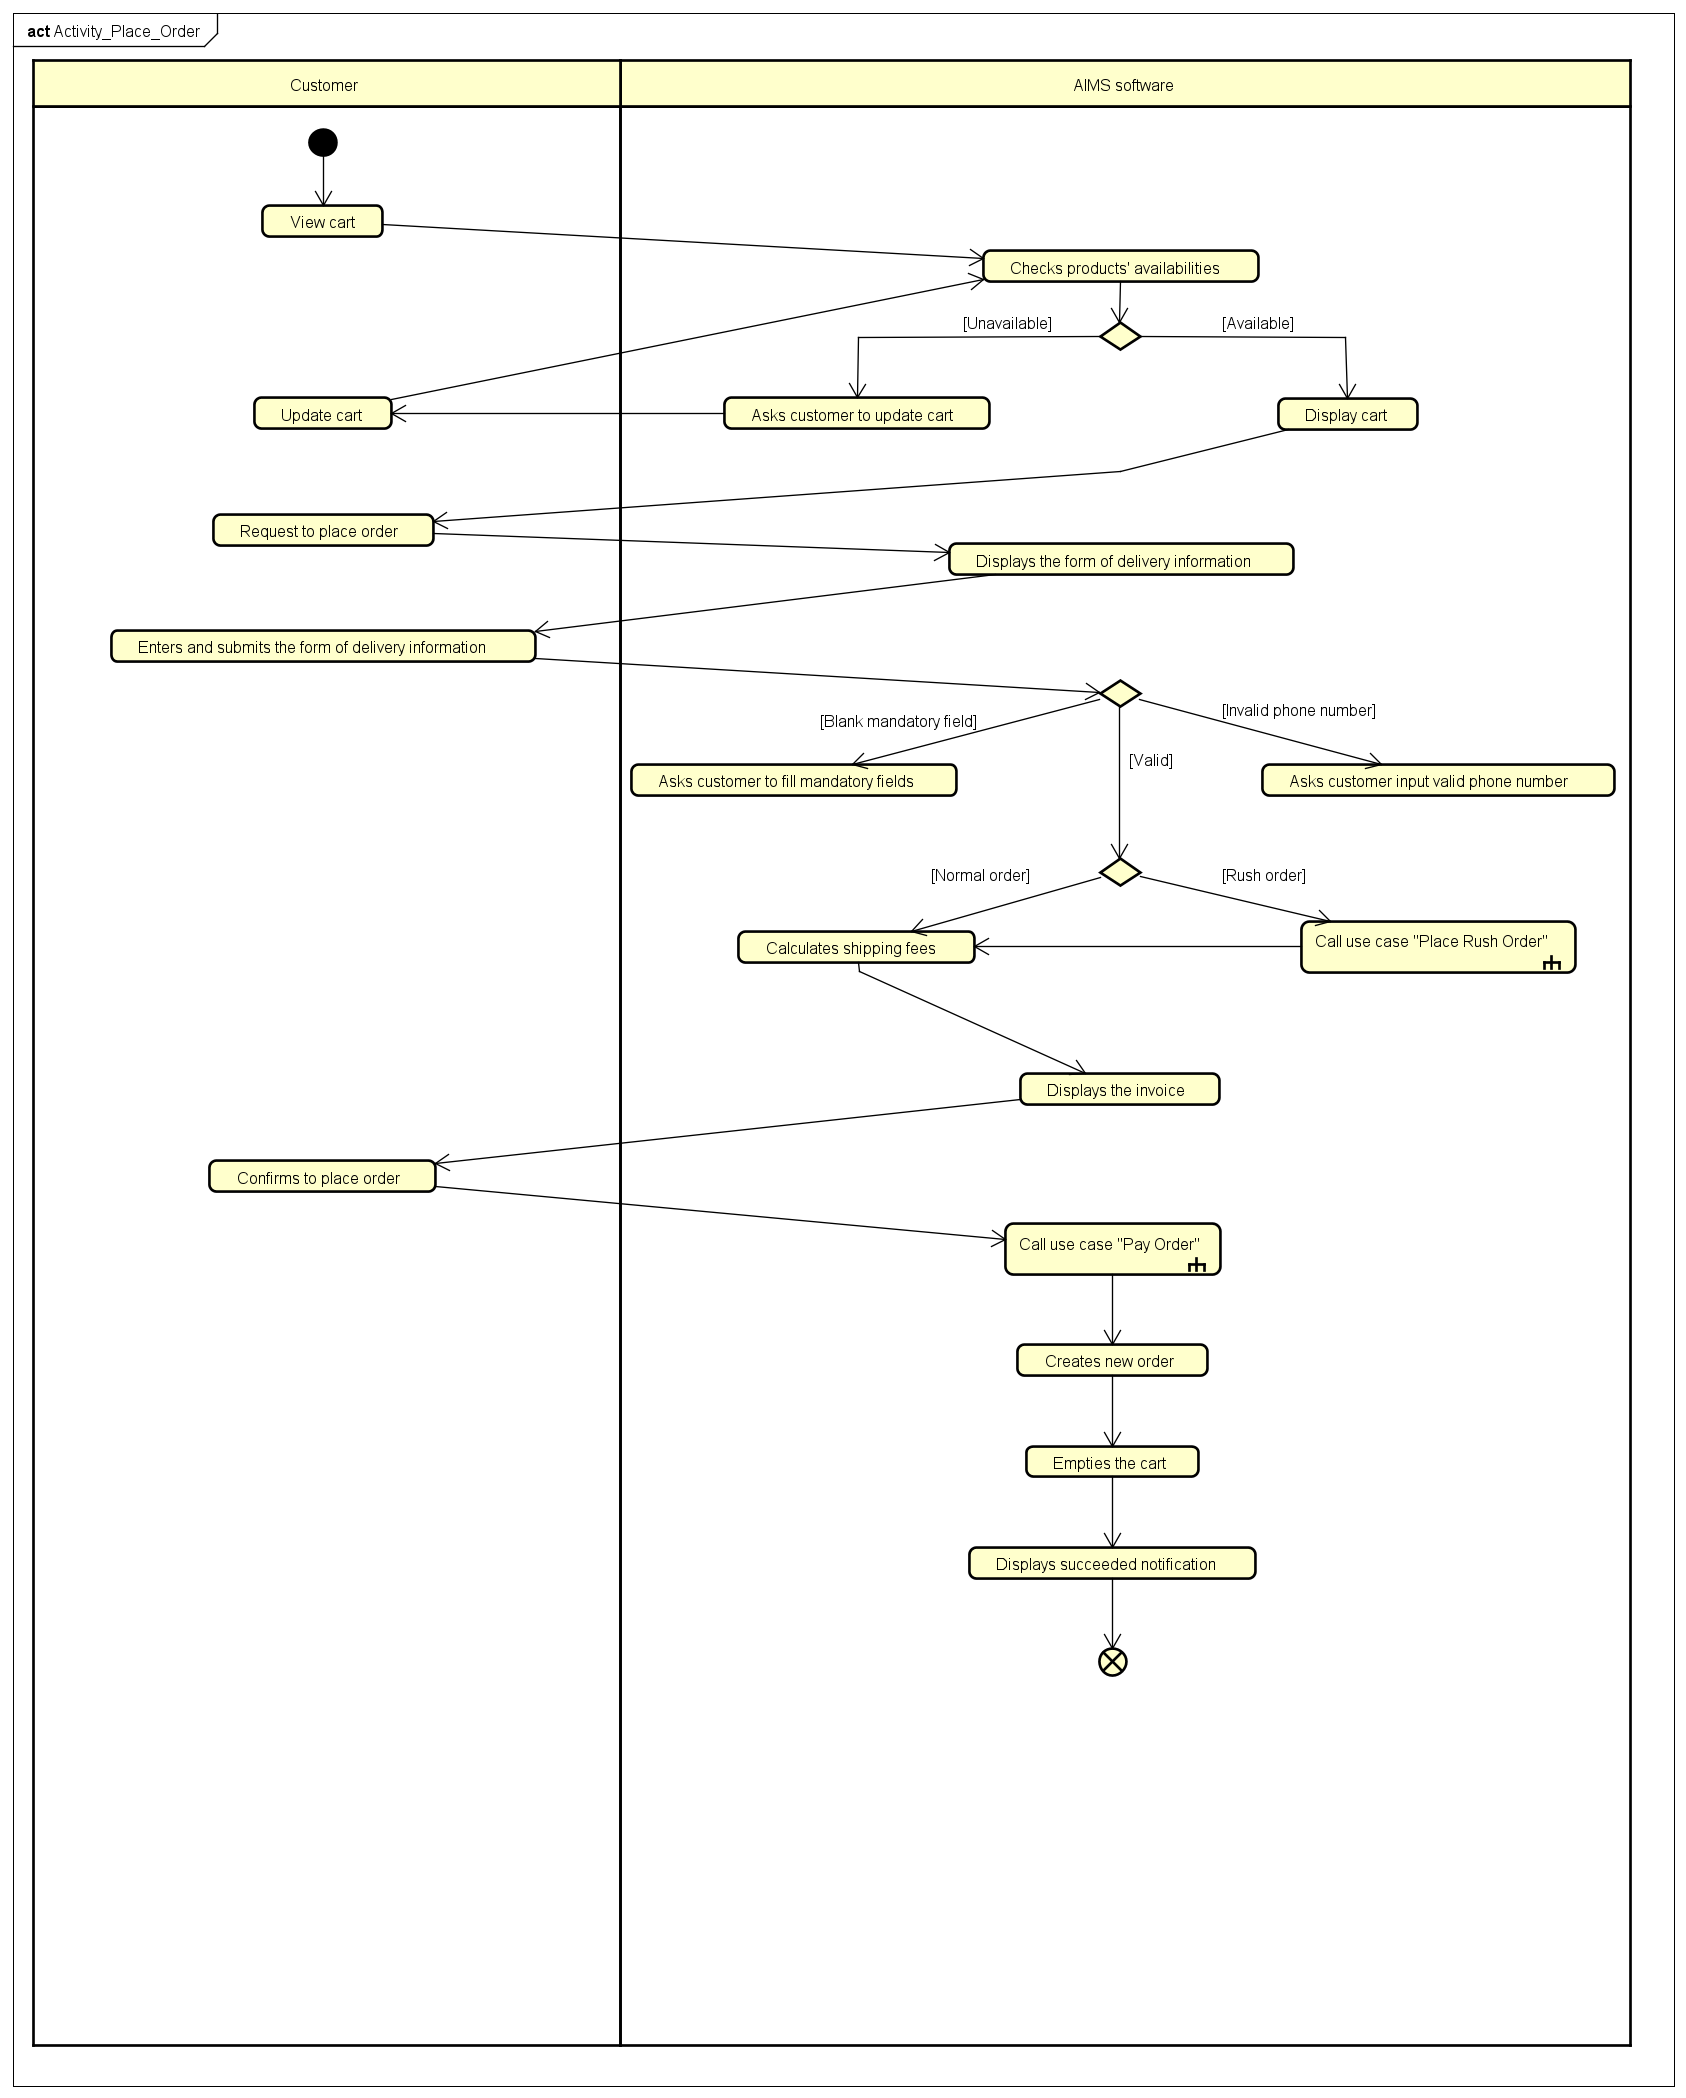 act Activity_Place_Order
Customer
AIMS software
View cart
Checks products' availabilities
[Unavailable]
[Available]
Update cart
Asks customer to update cart
Display cart
Request to place order
Displays the form of delivery information
Enters and submits the form of delivery information
[Blank mandatory field]
[Invalid phone number]
[Valid]
Asks customer to fill mandatory fields
Asks customer input valid phone number
[Normal order]
[Rush order]
Calculates shipping fees
Call use case "Place Rush Order"
Displays the invoice
Confirms to place order
Call use case "Pay Order"
Creates new order
Empties the cart
Displays succeeded notification